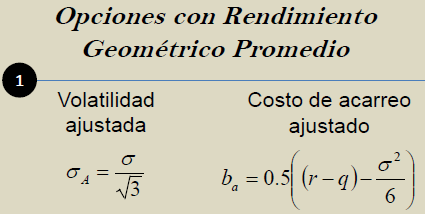 Opciones con Rendimiento
Geométrico Promedio
1
Volatilidad
ajustada
σ_A = σ / √3
Costo de acarreo
ajustado
b_a = 0.5((r − q) − σ² / 6)